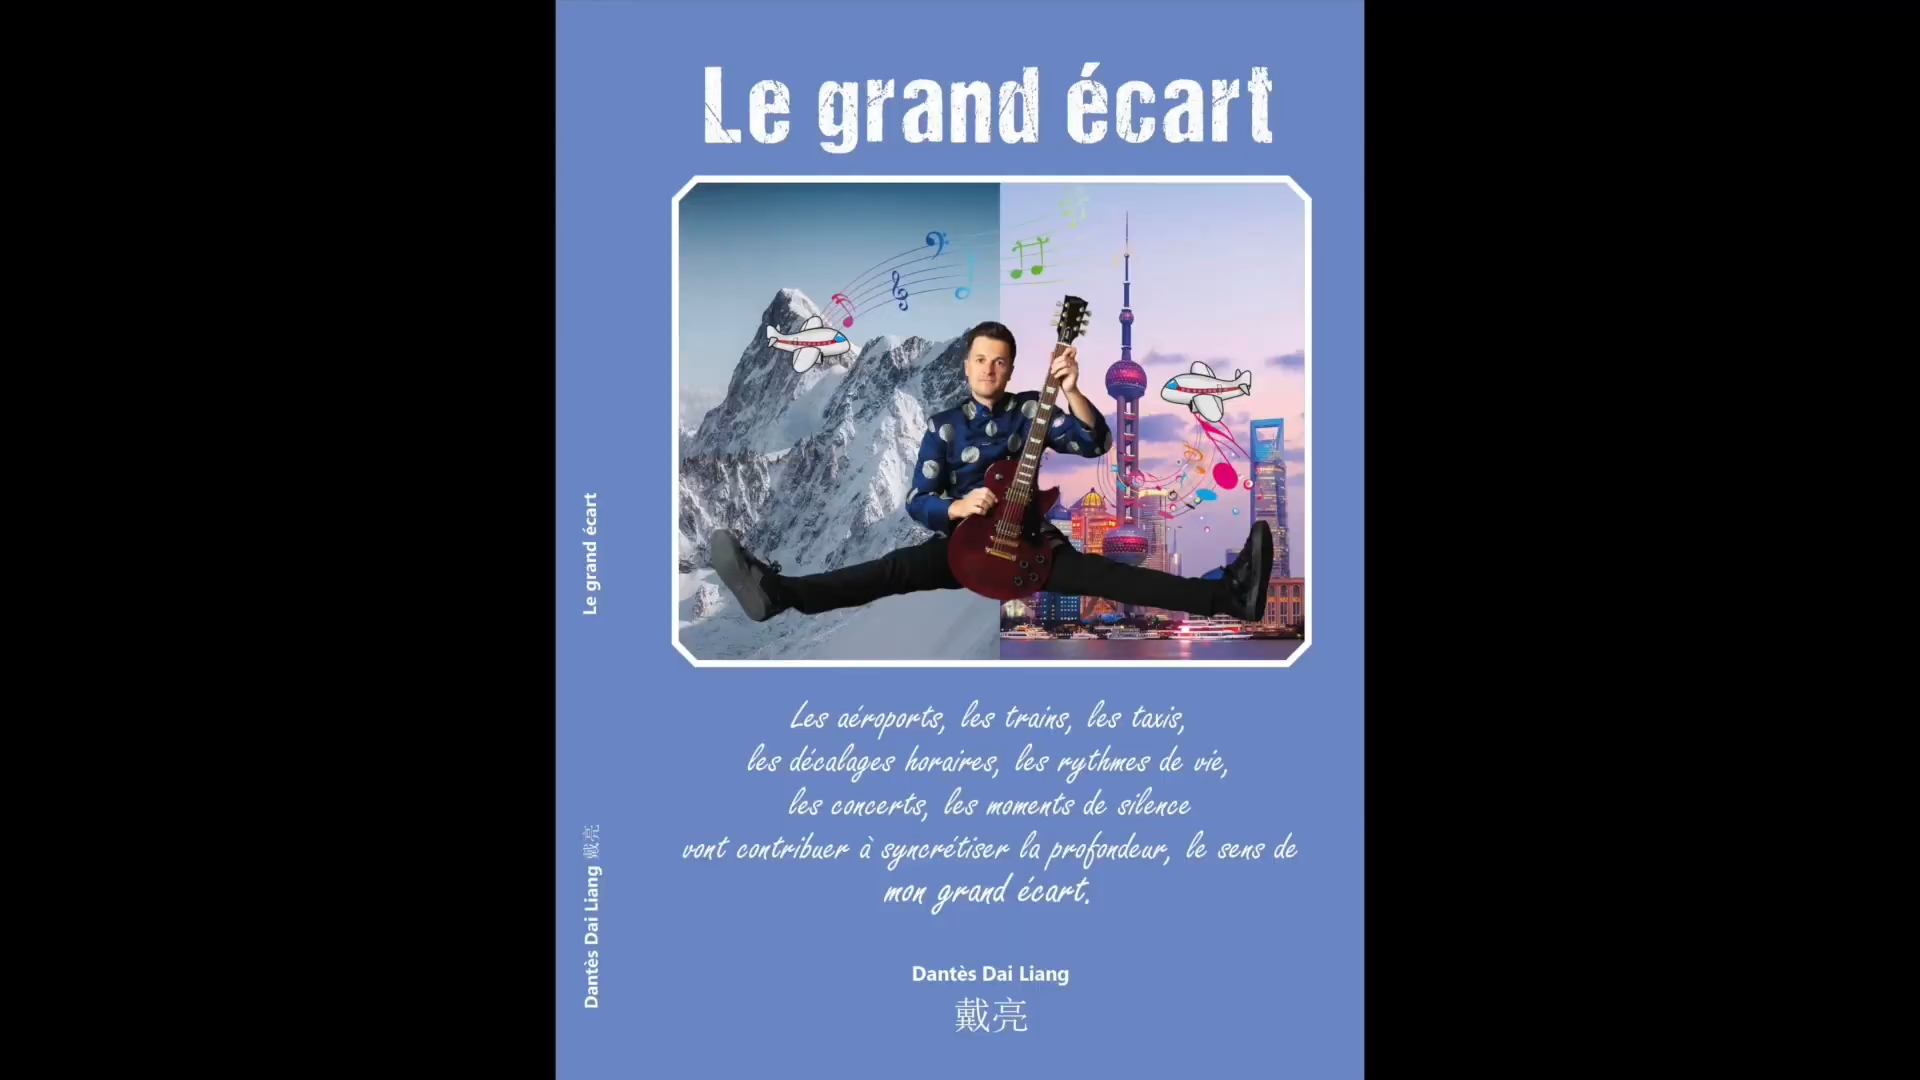 Le grand écart
Les aéroports, les trains, les taxis,
les décalages horaires, les rythmes de vie,
les concerts, les moments de silence
vont contribuer à syncrétiser la profondeur, le sens de
mon grand écart.
Dantès Dai Liang
戴亮
Le grand écart
Dantès Dai Liang 戴亮